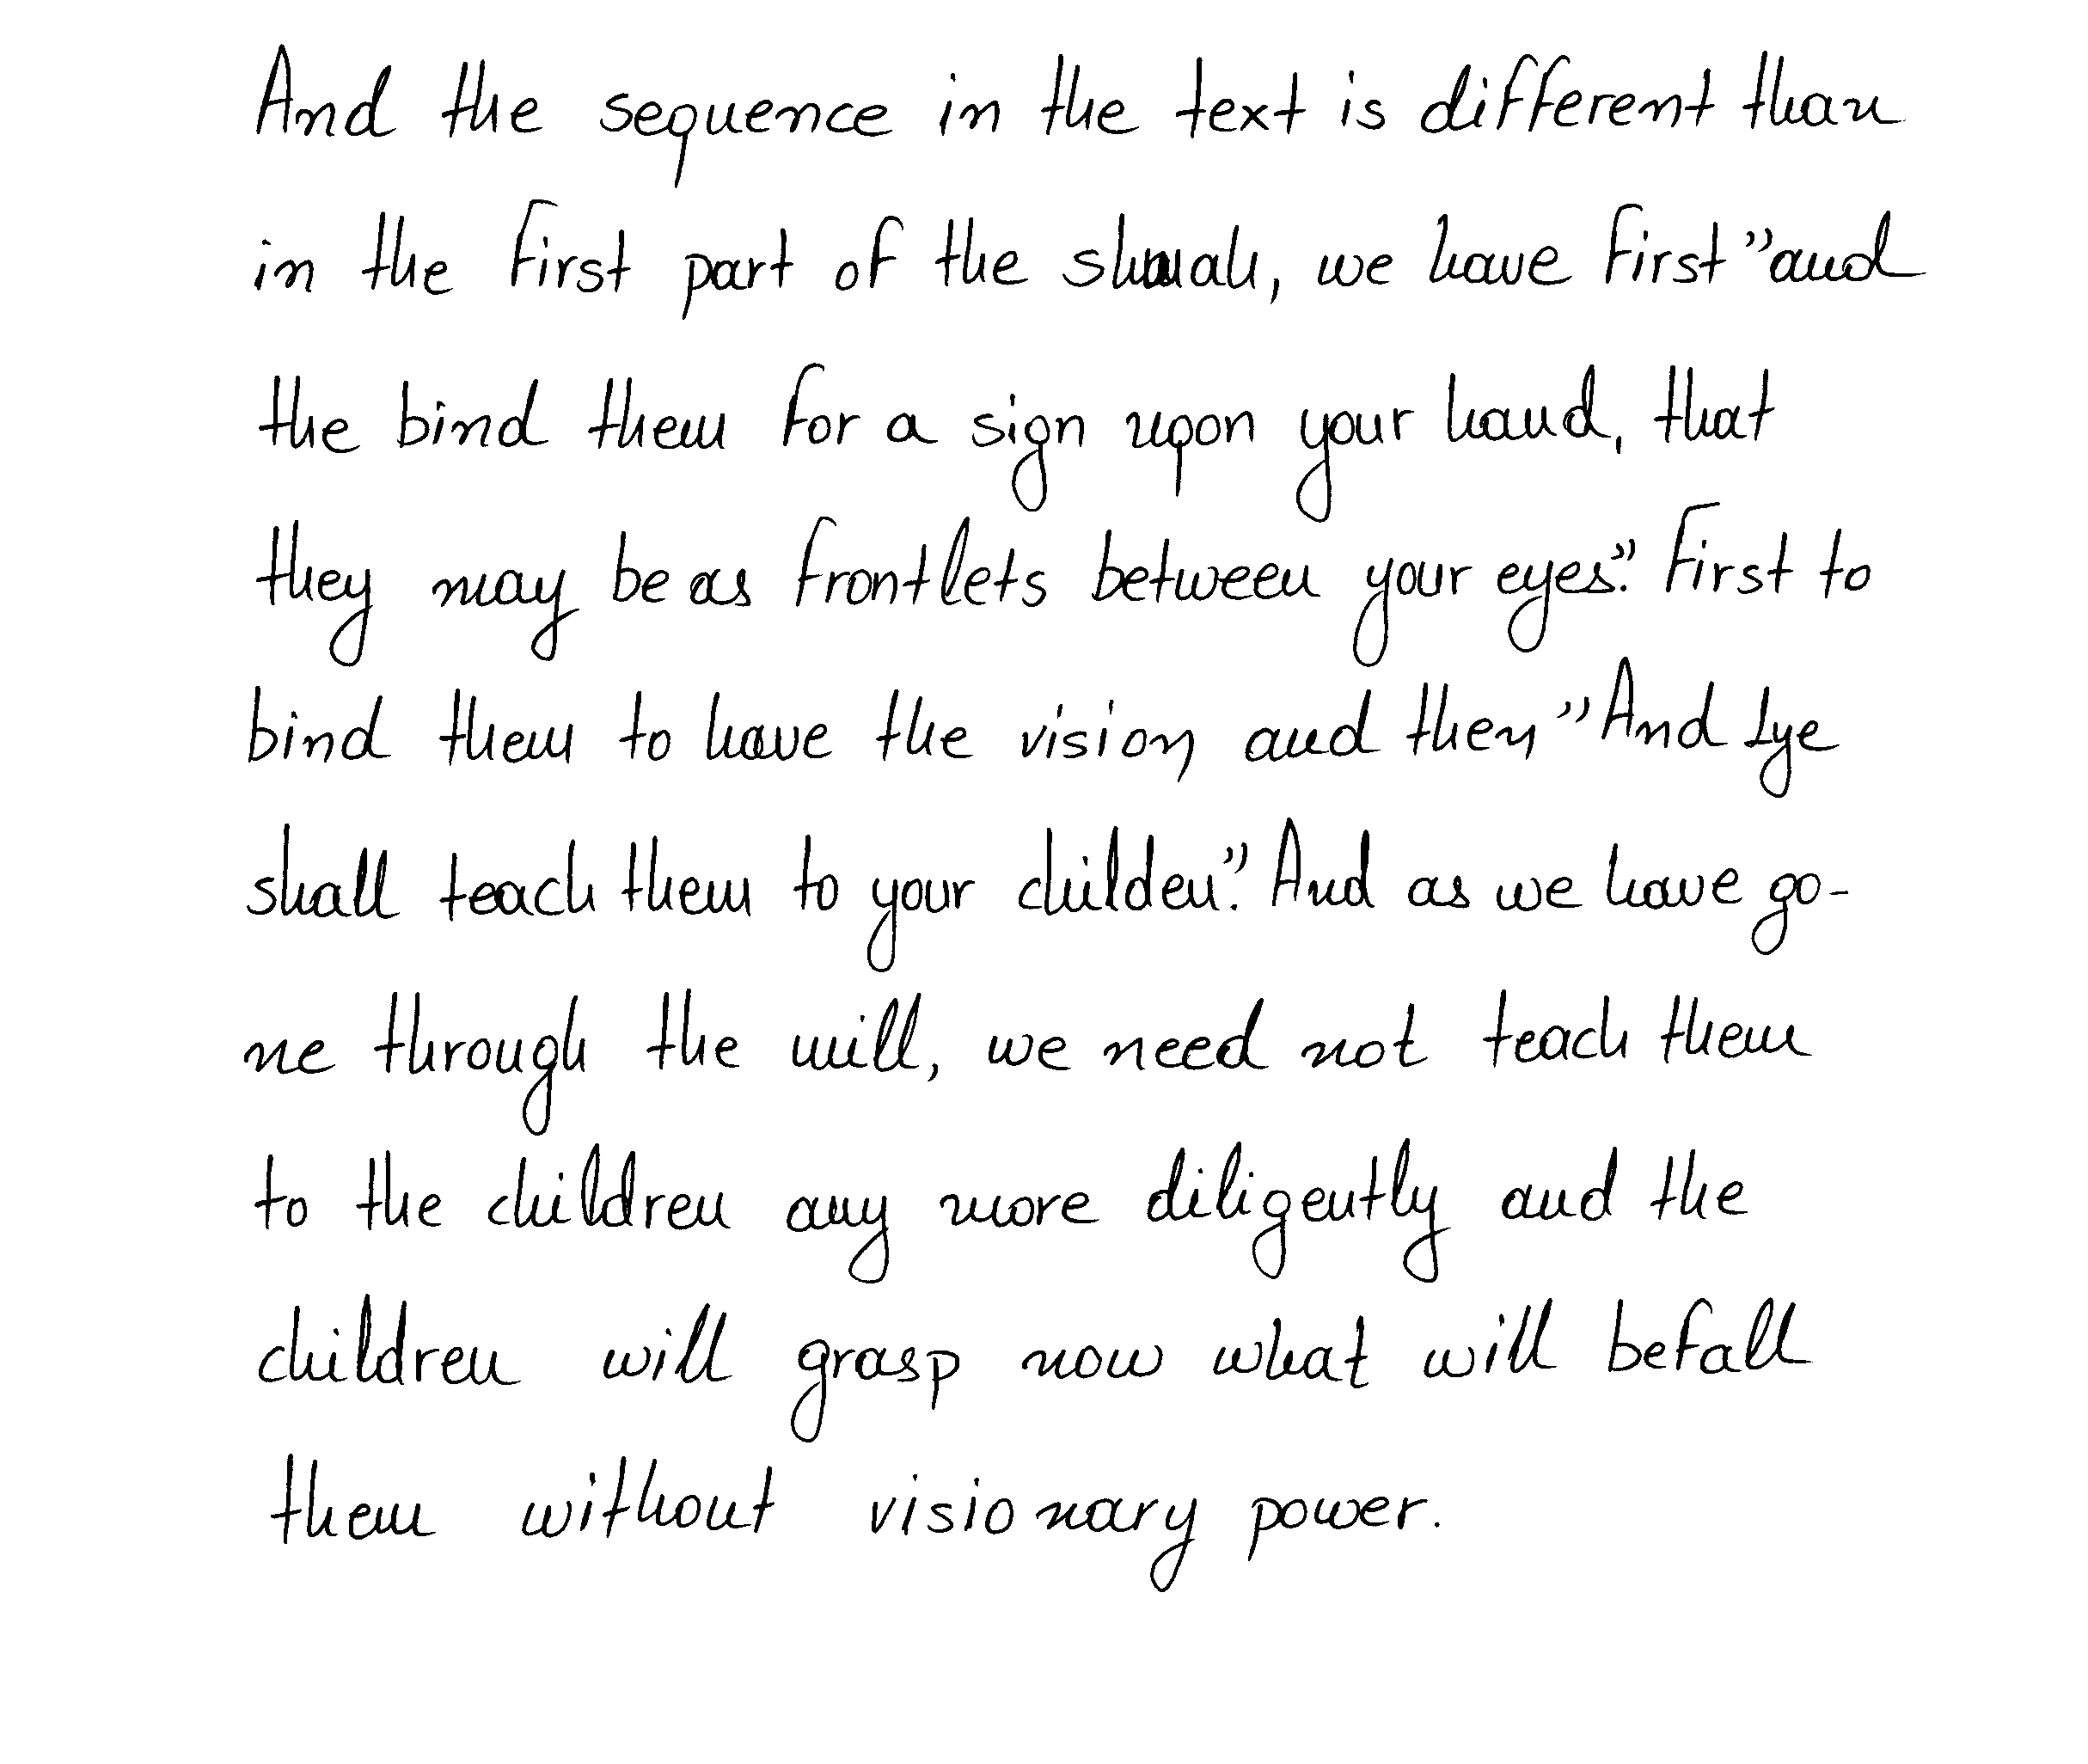 And the sequence in the text is different than
in the first part of the shmah, we have first "and
the bind them for a sign upon your hand, that
they may be as frontlets between your eyes". First to
bind them to have the vision and then "And lye
shall teach them to your childen". And as we have go-
ne through the mill, we need not teach them
to the children any more diligently and the
children will grasp now what will befall
them without visionary power.